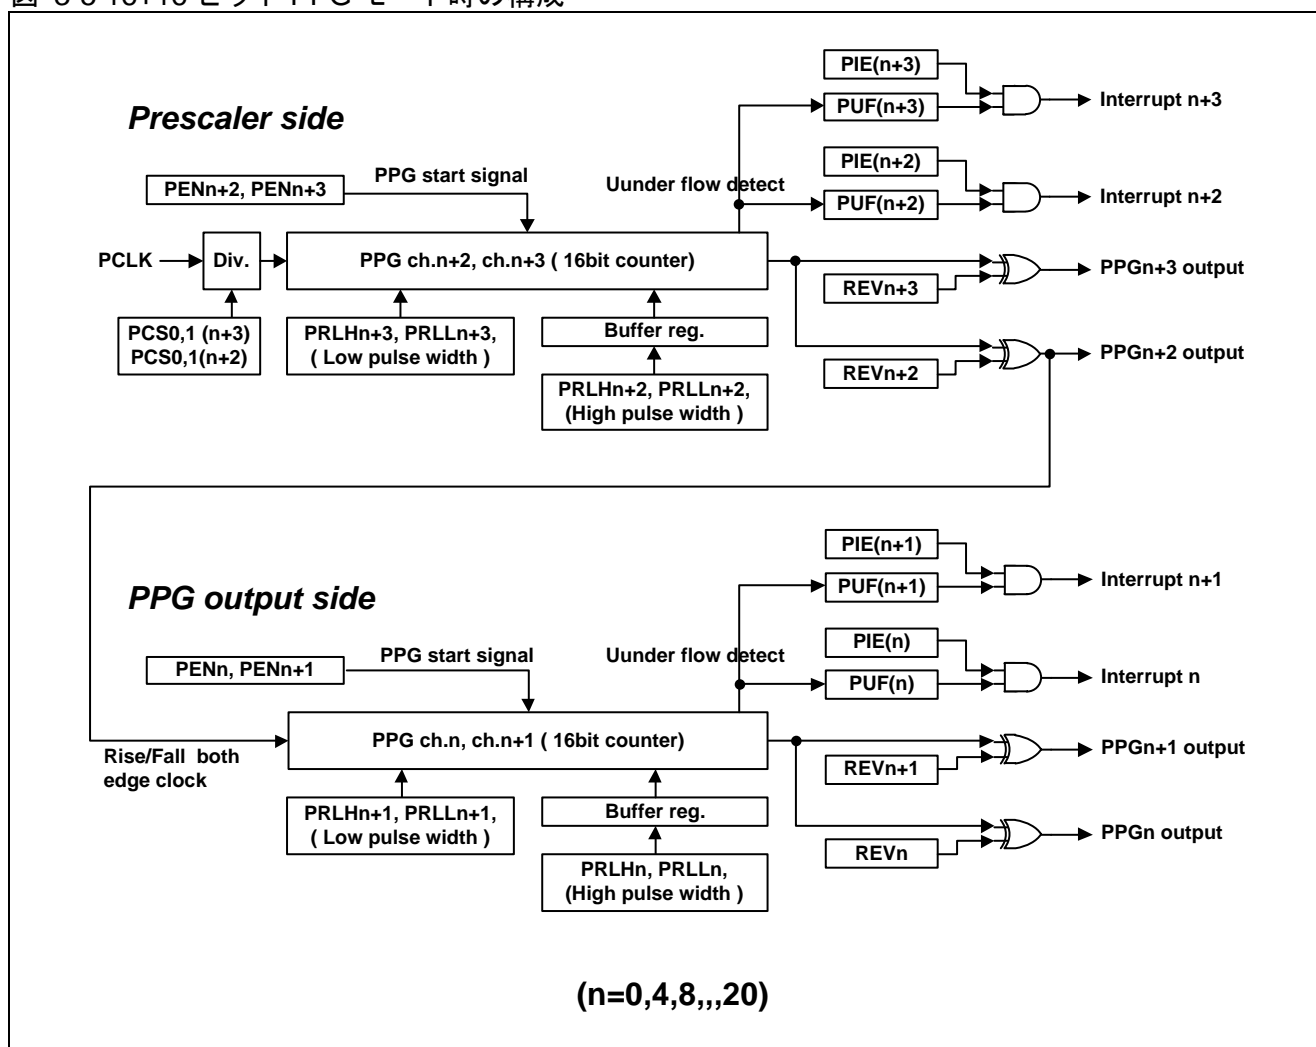 Prescaler side
PIE(n+3)
PUF(n+3)
Interrupt n+3
PIE(n+2)
PUF(n+2)
Interrupt n+2
PENn+2, PENn+3
PPG start signal
Uunder flow detect
PCLK
Div.
PPG ch.n+2, ch.n+3 ( 16bit counter)
PPGn+3 output
REVn+3
PCS0,1 (n+3)
PCS0,1(n+2)
PRLHn+3, PRLLn+3,
( Low pulse width )
Buffer reg.
PRLHn+2, PRLLn+2,
(High pulse width )
PPGn+2 output
REVn+2
PPG output side
PIE(n+1)
PUF(n+1)
Interrupt n+1
PIE(n)
PUF(n)
Interrupt n
PENn, PENn+1
PPG start signal
Uunder flow detect
Rise/Fall both
edge clock
PPG ch.n, ch.n+1 ( 16bit counter)
PPGn+1 output
REVn+1
PRLHn+1, PRLLn+1,
( Low pulse width )
Buffer reg.
PRLHn, PRLLn,
(High pulse width )
PPGn output
REVn
(n=0,4,8,,,20)